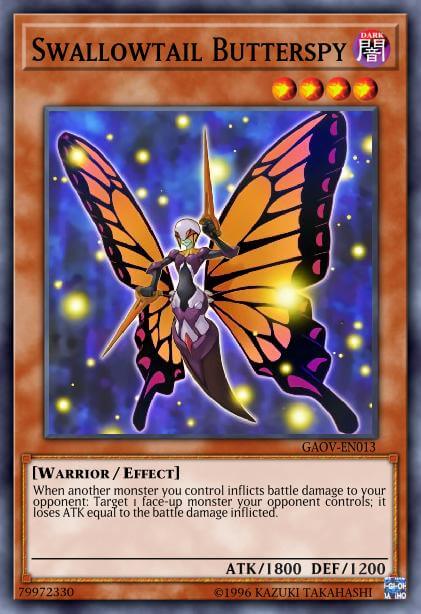 SWALLOWTAIL BUTTERSPY
DARK
闇
GAOV-EN013
[WARRIOR / EFFECT]
When another monster you control inflicts battle damage to your
opponent: Target 1 face-up monster your opponent controls; it
loses ATK equal to the battle damage inflicted.
ATK/1800 DEF/1200
79972330
©1996 KAZUKI TAKAHASHI